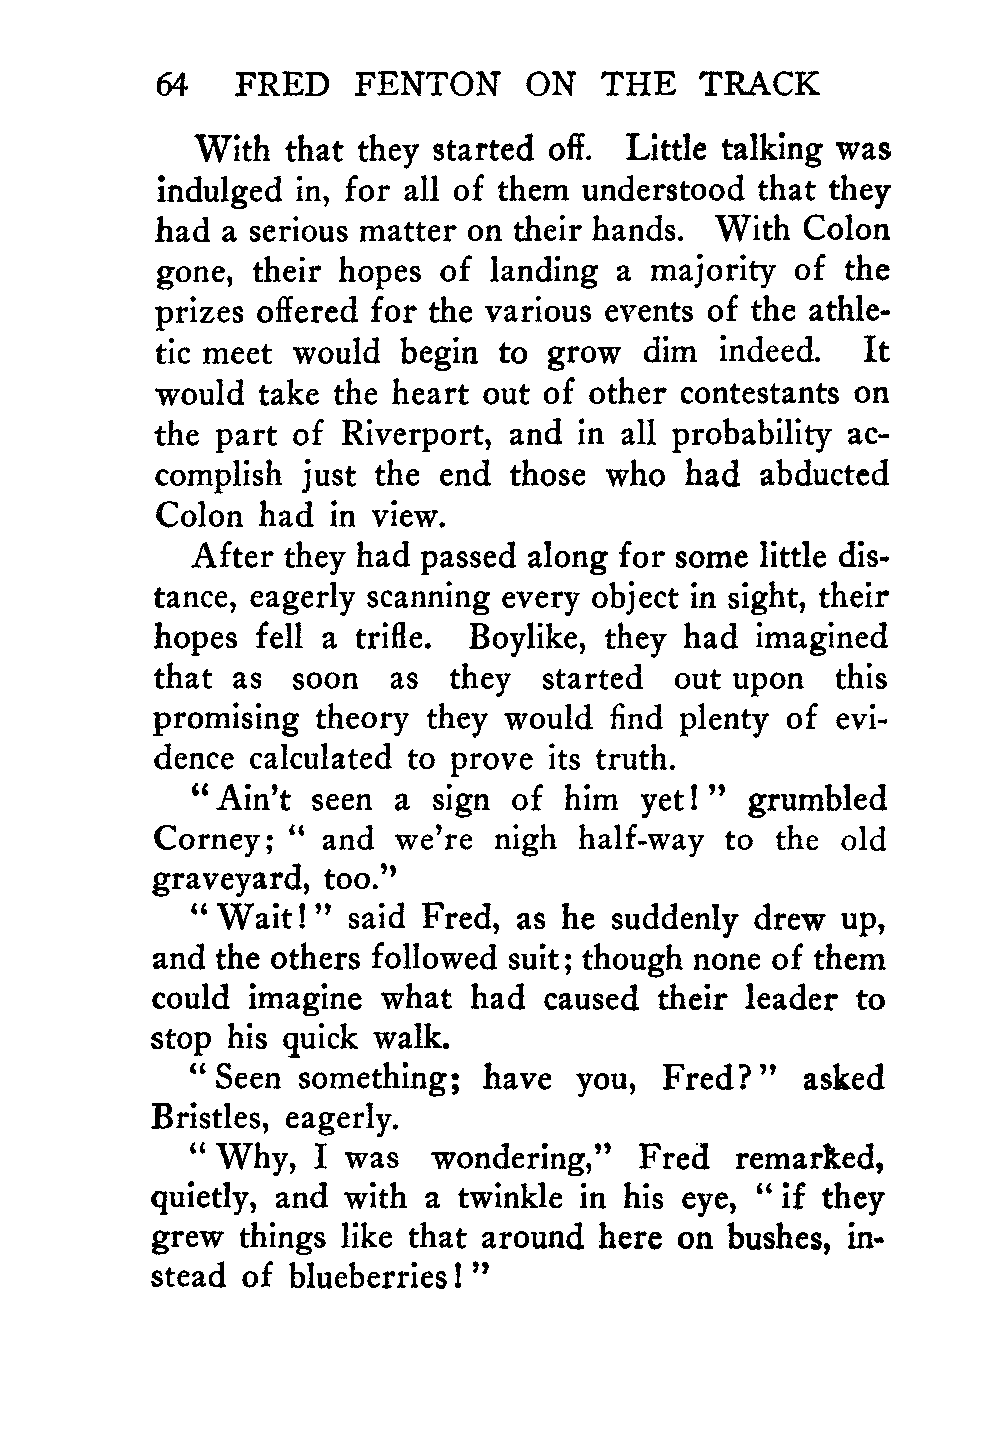 64 FRED FENTON ON THE TRACK
With that they started off. Little talking was
indulged in, for all of them understood that they
had a serious matter on their hands. With Colon
gone, their hopes of landing a majority of the
prizes offered for the various events of the athle-
tic meet would begin to grow dim indeed. It
would take the heart out of other contestants on
the part of Riverport, and in all probability ac-
complish just the end those who had abducted
Colon had in view.
After they had passed along for some little dis-
tance, eagerly scanning every object in sight, their
hopes fell a trifle. Boylike, they had imagined
that as soon as they started out upon this
promising theory they would find plenty of evi-
dence calculated to prove its truth.
“Ain't seen a sign of him yet!” grumbled
Corney; “ and we're nigh half-way to the old
graveyard, too.”
“Wait!” said Fred, as he suddenly drew up,
and the others followed suit; though none of them
could imagine what had caused their leader to
stop his quick walk.
“Seen something; have you, Fred?” asked
Bristles, eagerly.
“Why, I was wondering,” Fred remarked,
quietly, and with a twinkle in his eye, “if they
grew things like that around here on bushes, in-
stead of blueberries!”